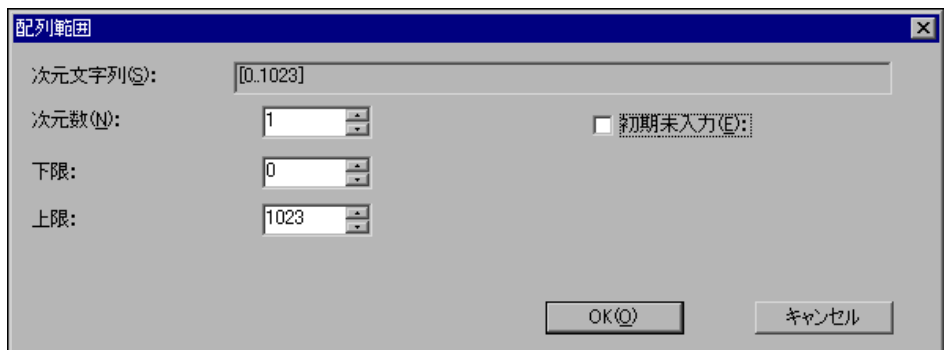 配列範囲
次元文字列(S): [0..1023]
次元数(N): 1 初期未入力(E):
下限: 0
上限: 1023
OK(O) キャンセル